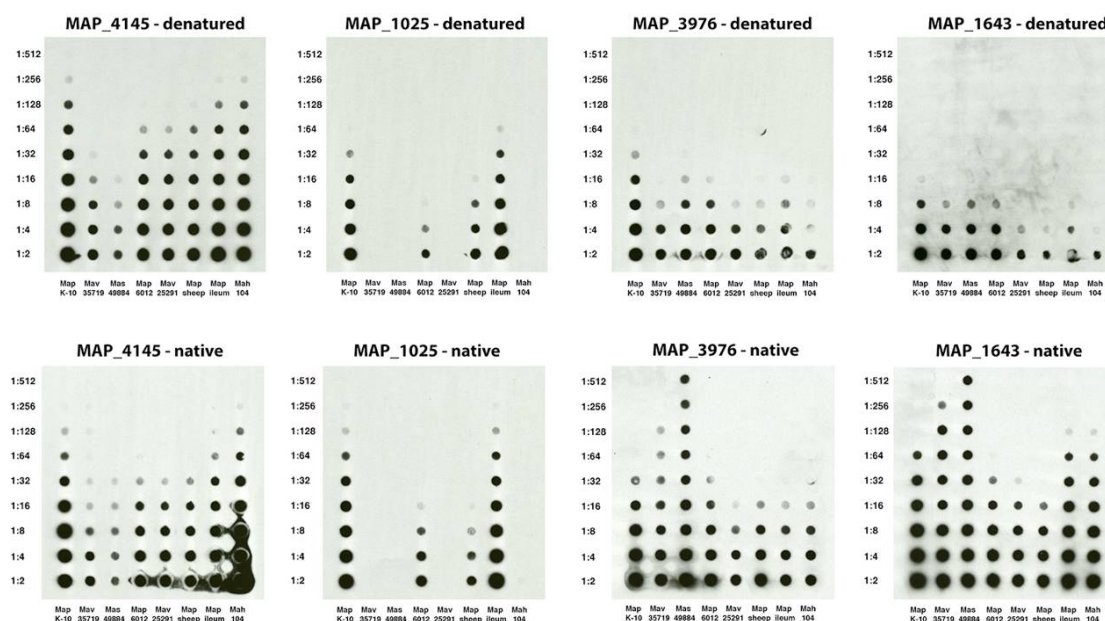 MAP_4145 - denatured MAP_1025 - denatured MAP_3976 - denatured MAP_1643 - denatured
1:512 1:512 1:512 1:512
1:256 1:256 1:256 1:256
1:128 1:128 1:128 1:128
1:64 1:64 1:64 1:64
1:32 1:32 1:32 1:32
1:16 1:16 1:16 1:16
1:8 1:8 1:8 1:8
1:4 1:4 1:4 1:4
1:2 1:2 1:2 1:2
Map Mav Mas Map Mav Map Map Mah Map Mav Mas Map Mav Map Map Mah Map Mav Mas Map Mav Map Map Mah Map Mav Mas Map Mav Map Map Mah
K-10 35719 49884 6012 25291 sheep ileum 104 K-10 35719 49884 6012 25291 sheep ileum 104 K-10 35719 49884 6012 25291 sheep ileum 104 K-10 35719 49884 6012 25291 sheep ileum 104
MAP_4145 - native MAP_1025 - native MAP_3976 - native MAP_1643 - native
1:512 1:512 1:512 1:512
1:256 1:256 1:256 1:256
1:128 1:128 1:128 1:128
1:64 1:64 1:64 1:64
1:32 1:32 1:32 1:32
1:16 1:16 1:16 1:16
1:8 1:8 1:8 1:8
1:4 1:4 1:4 1:4
1:2 1:2 1:2 1:2
Map Mav Mas Map Mav Map Map Mah Map Mav Mas Map Mav Map Map Mah Map Mav Mas Map Mav Map Map Mah Map Mav Mas Map Mav Map Map Mah
K-10 35719 49884 6012 25291 sheep ileum 104 K-10 35719 49884 6012 25291 sheep ileum 104 K-10 35719 49884 6012 25291 sheep ileum 104 K-10 35719 49884 6012 25291 sheep ileum 104